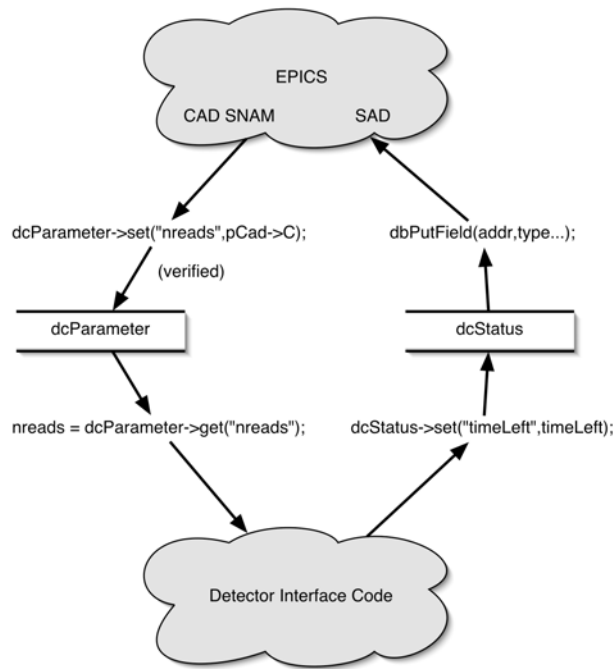 EPICS
CAD SNAM SAD
dcParameter->set("nreads",pCad->C);
dbPutField(addr,type...);
(verified)
dcParameter
dcStatus
nreads = dcParameter->get("nreads");
dcStatus->set("timeLeft",timeLeft);
Detector Interface Code